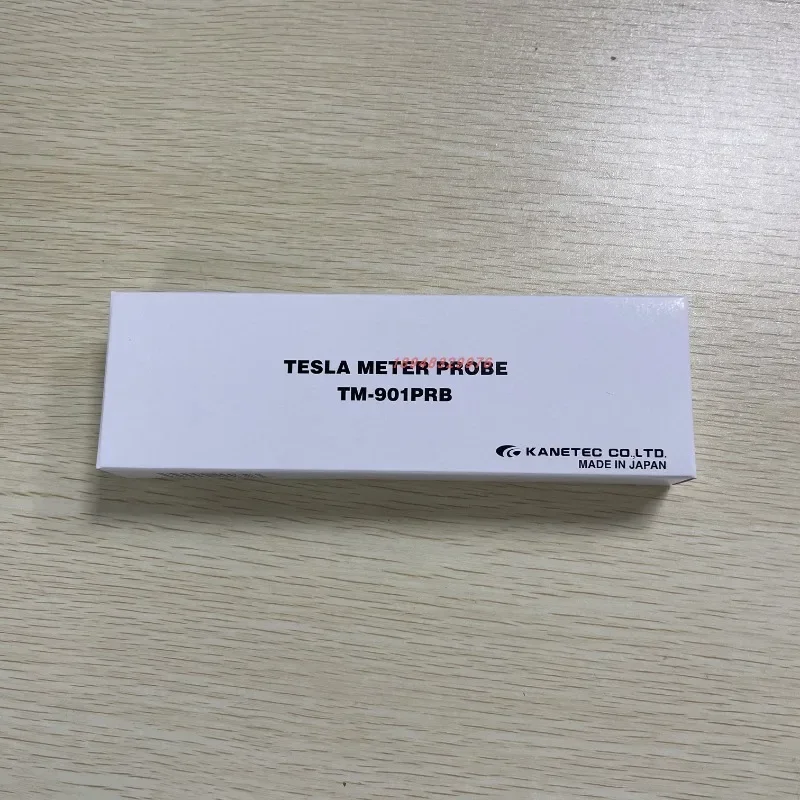 TESLA METER PROBE
TM-901PRB
KANETEC CO.,LTD.
MADE IN JAPAN